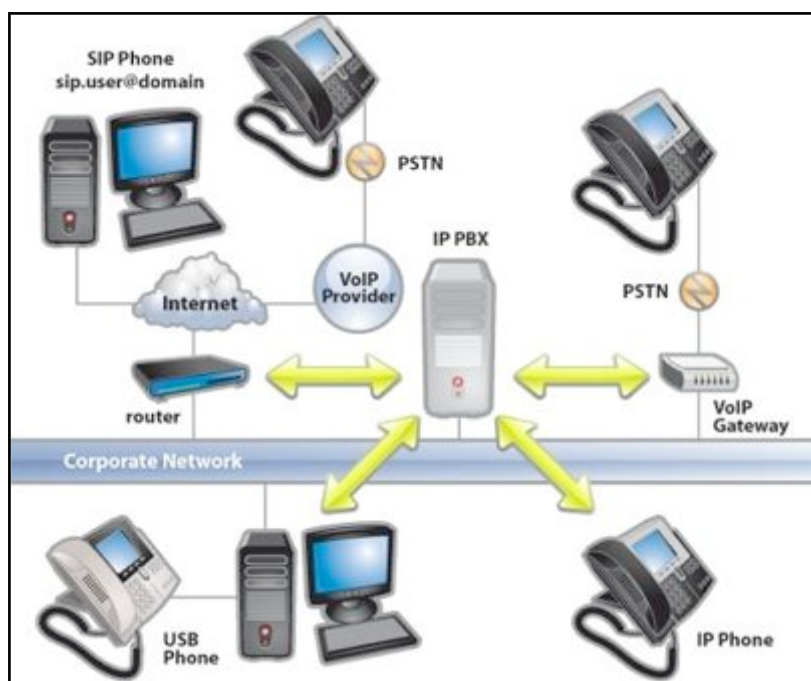 SIP Phone
sip.user@domain
PSTN
IP PBX
VoIP
Provider
Internet
PSTN
router
VoIP
Gateway
Corporate Network
USB
Phone
IP Phone